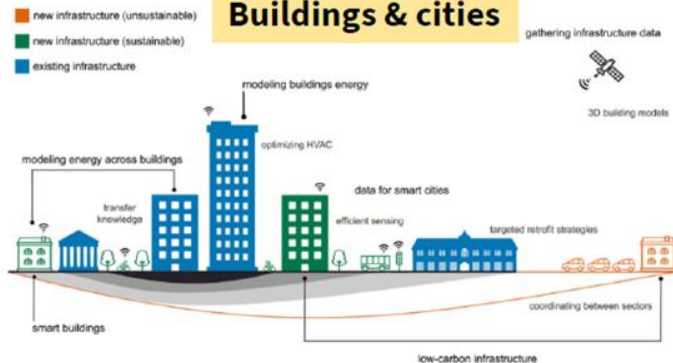 Buildings & cities
new infrastructure (unsustainable)
new infrastructure (sustainable)
existing infrastructure
gathering infrastructure data
3D building models
modeling buildings energy
optimizing HVAC
modeling energy across buildings
transfer
knowledge
data for smart cities
efficient sensing
targeted retrofit strategies
coordinating between sectors
smart buildings
low-carbon infrastructure